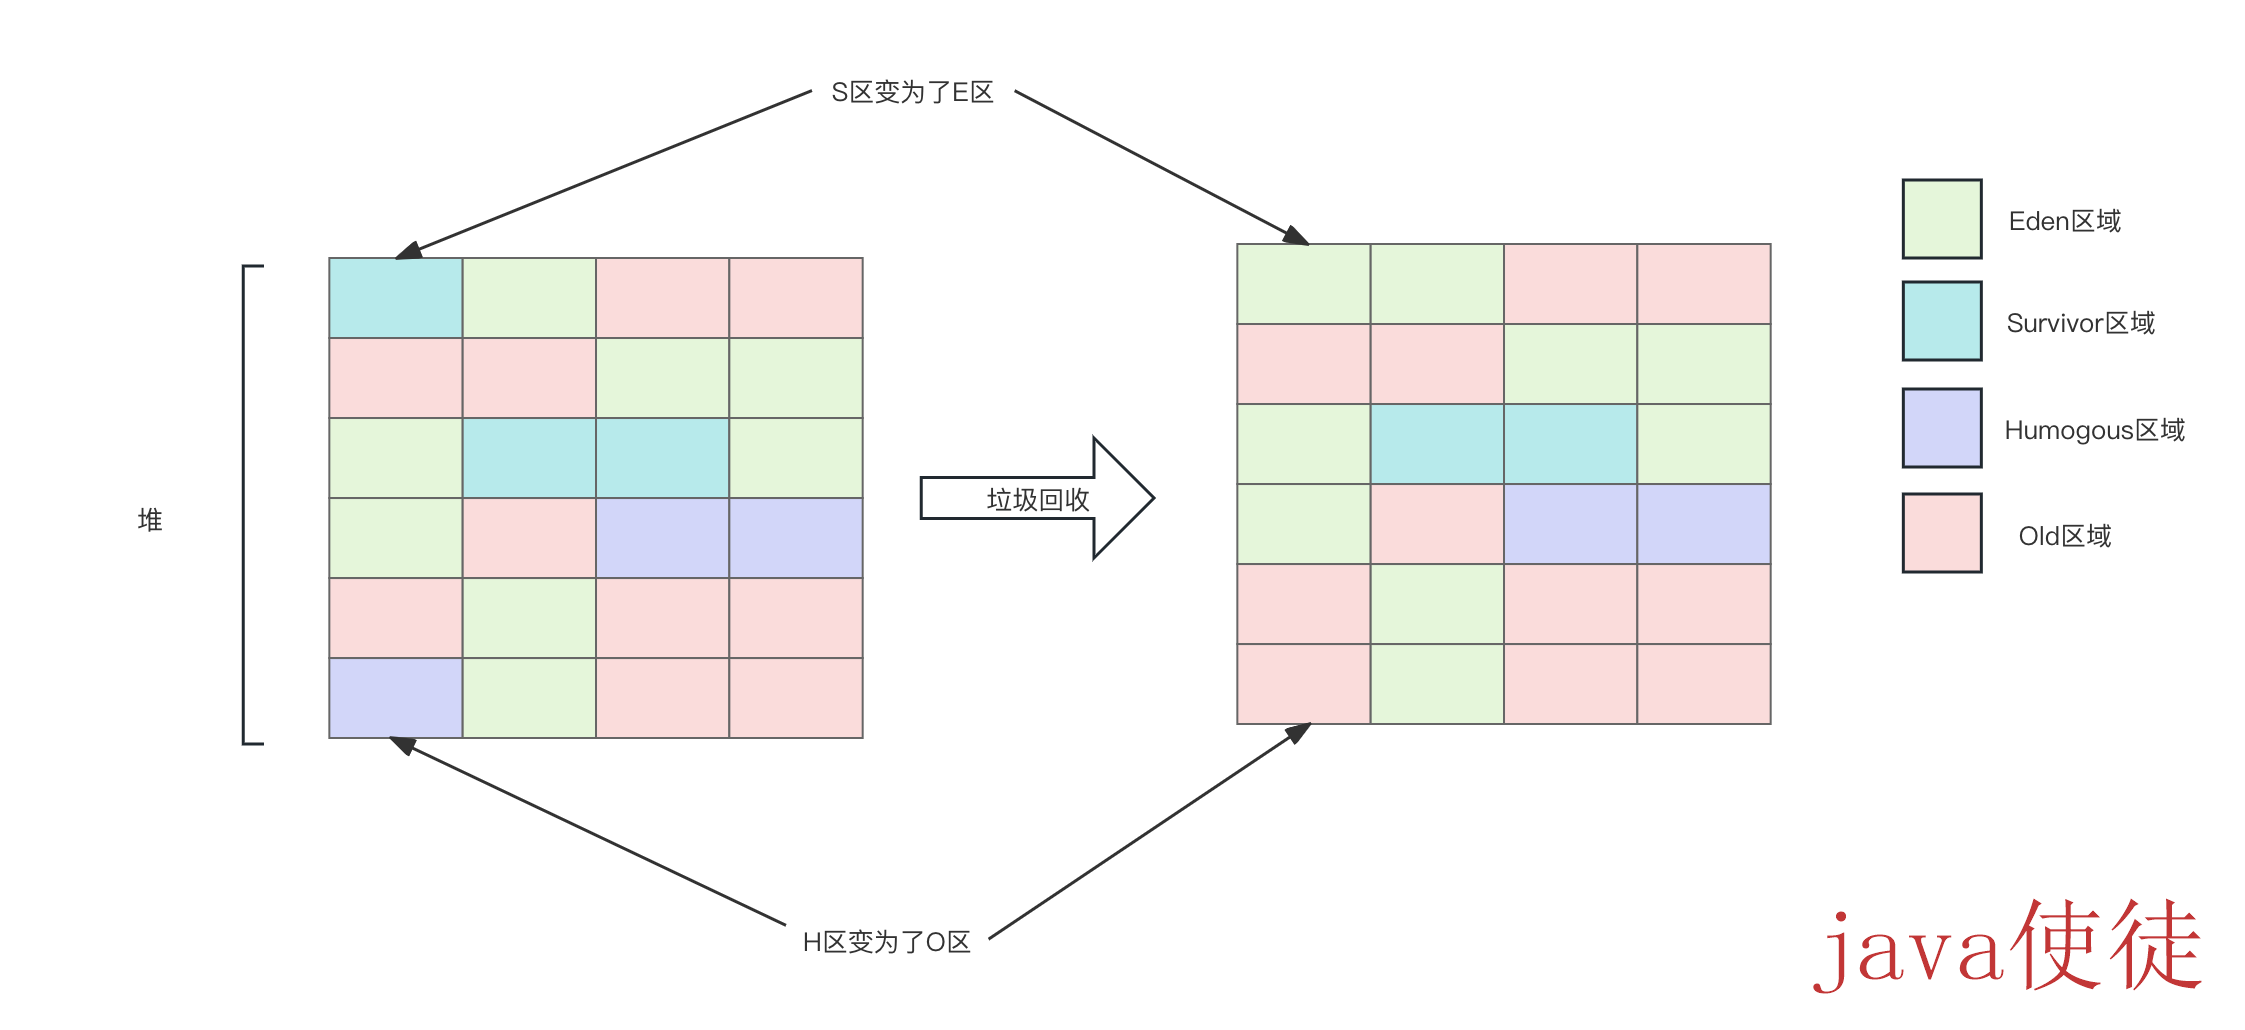 S区变为了E区
Eden区域
Survivor区域
Humogous区域
Old区域
堆
垃圾回收
H区变为了O区
java使徒